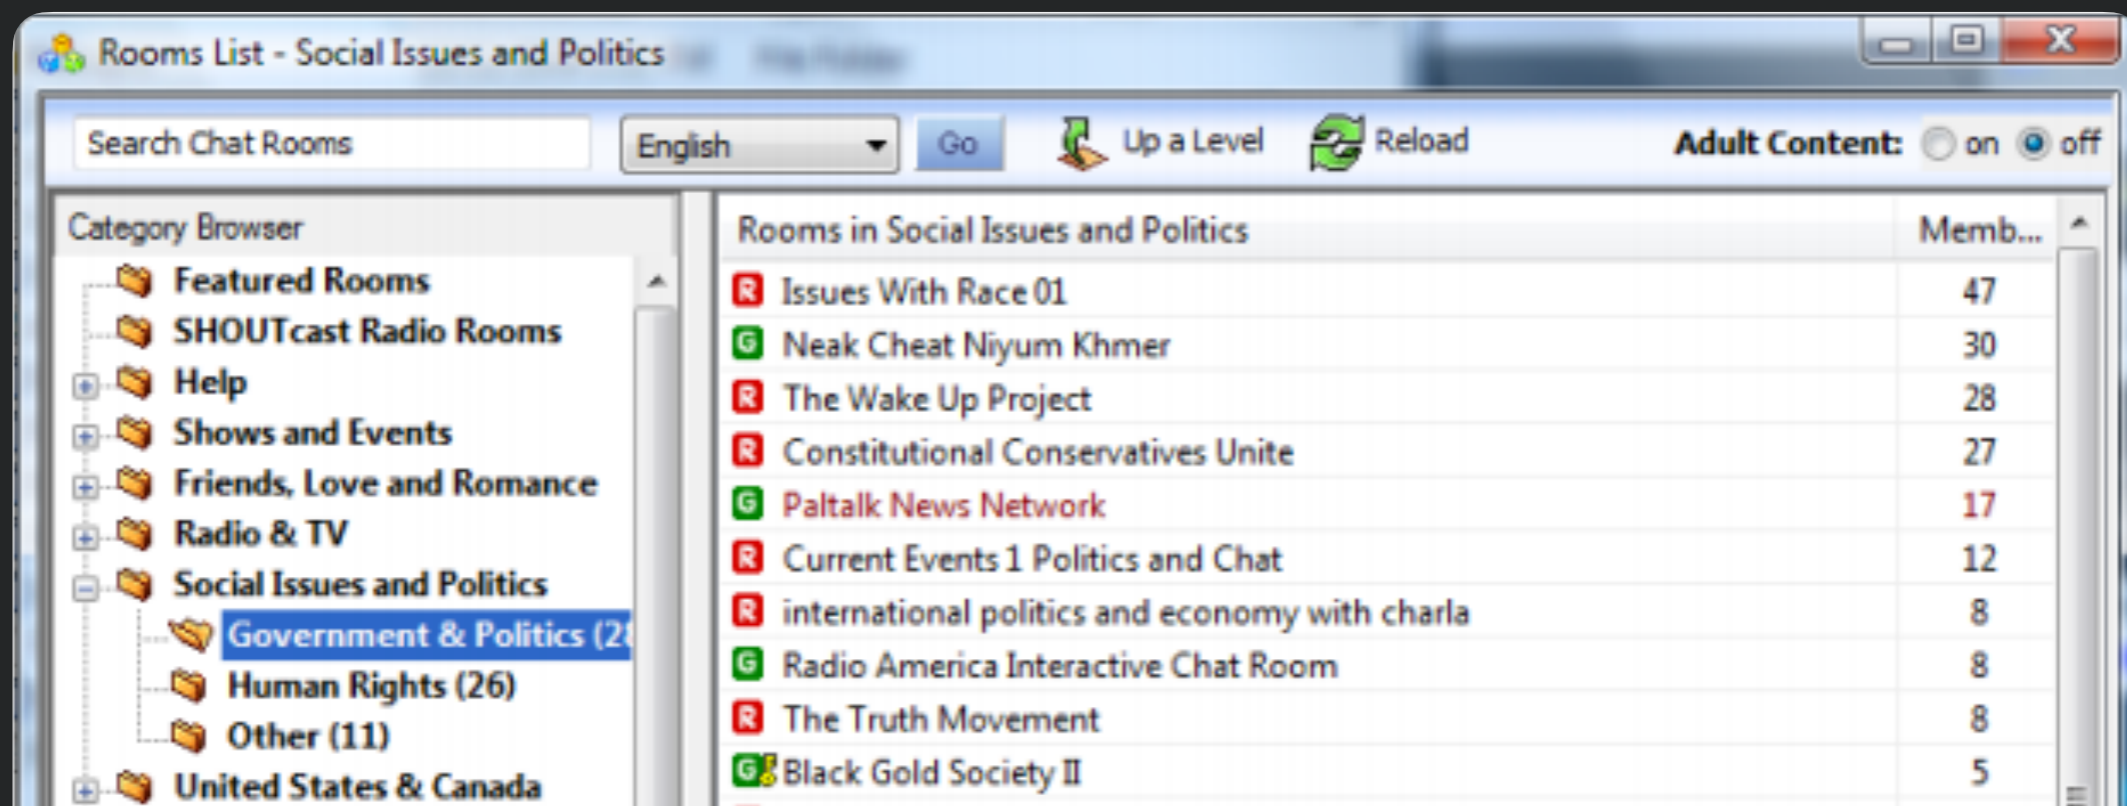 Rooms List - Social Issues and Politics
Search Chat Rooms English Go Up a Level Reload Adult Content: on off
Category Browser
Featured Rooms
SHOUTcast Radio Rooms
Help
Shows and Events
Friends, Love and Romance
Radio & TV
Social Issues and Politics
Government & Politics (28
Human Rights (26)
Other (11)
United States & Canada
Rooms in Social Issues and Politics Memb...
R Issues With Race 01 47
G Neak Cheat Niyum Khmer 30
R The Wake Up Project 28
R Constitutional Conservatives Unite 27
G Paltalk News Network 17
R Current Events 1 Politics and Chat 12
R international politics and economy with charla 8
G Radio America Interactive Chat Room 8
R The Truth Movement 8
G Black Gold Society II 5